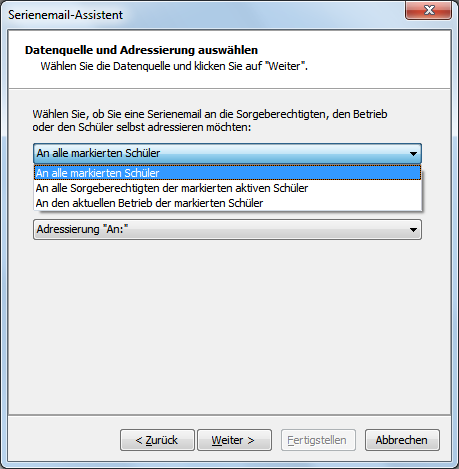 Serienemail-Assistent
Datenquelle und Adressierung auswählen
Wählen Sie die Datenquelle und klicken Sie auf "Weiter".
Wählen Sie, ob Sie eine Serienemail an die Sorgeberechtigten, den Betrieb
oder den Schüler selbst adressieren möchten:
An alle markierten Schüler
An alle markierten Schüler
An alle Sorgeberechtigten der markierten aktiven Schüler
An den aktuellen Betrieb der markierten Schüler
Adressierung "An:"
< Zurück Weiter > Fertigstellen Abbrechen